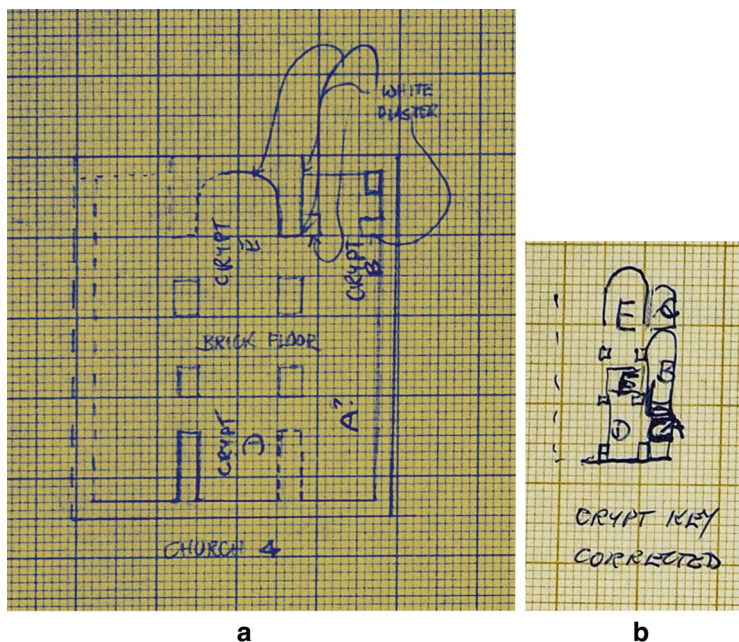 WHITE
PLASTER
CRYPT
E
CRYPT
B
BRICK FLOOR
A?
CRYPT
D
CHURCH 4
a
E
D
CRYPT KEY
CORRECTED
b